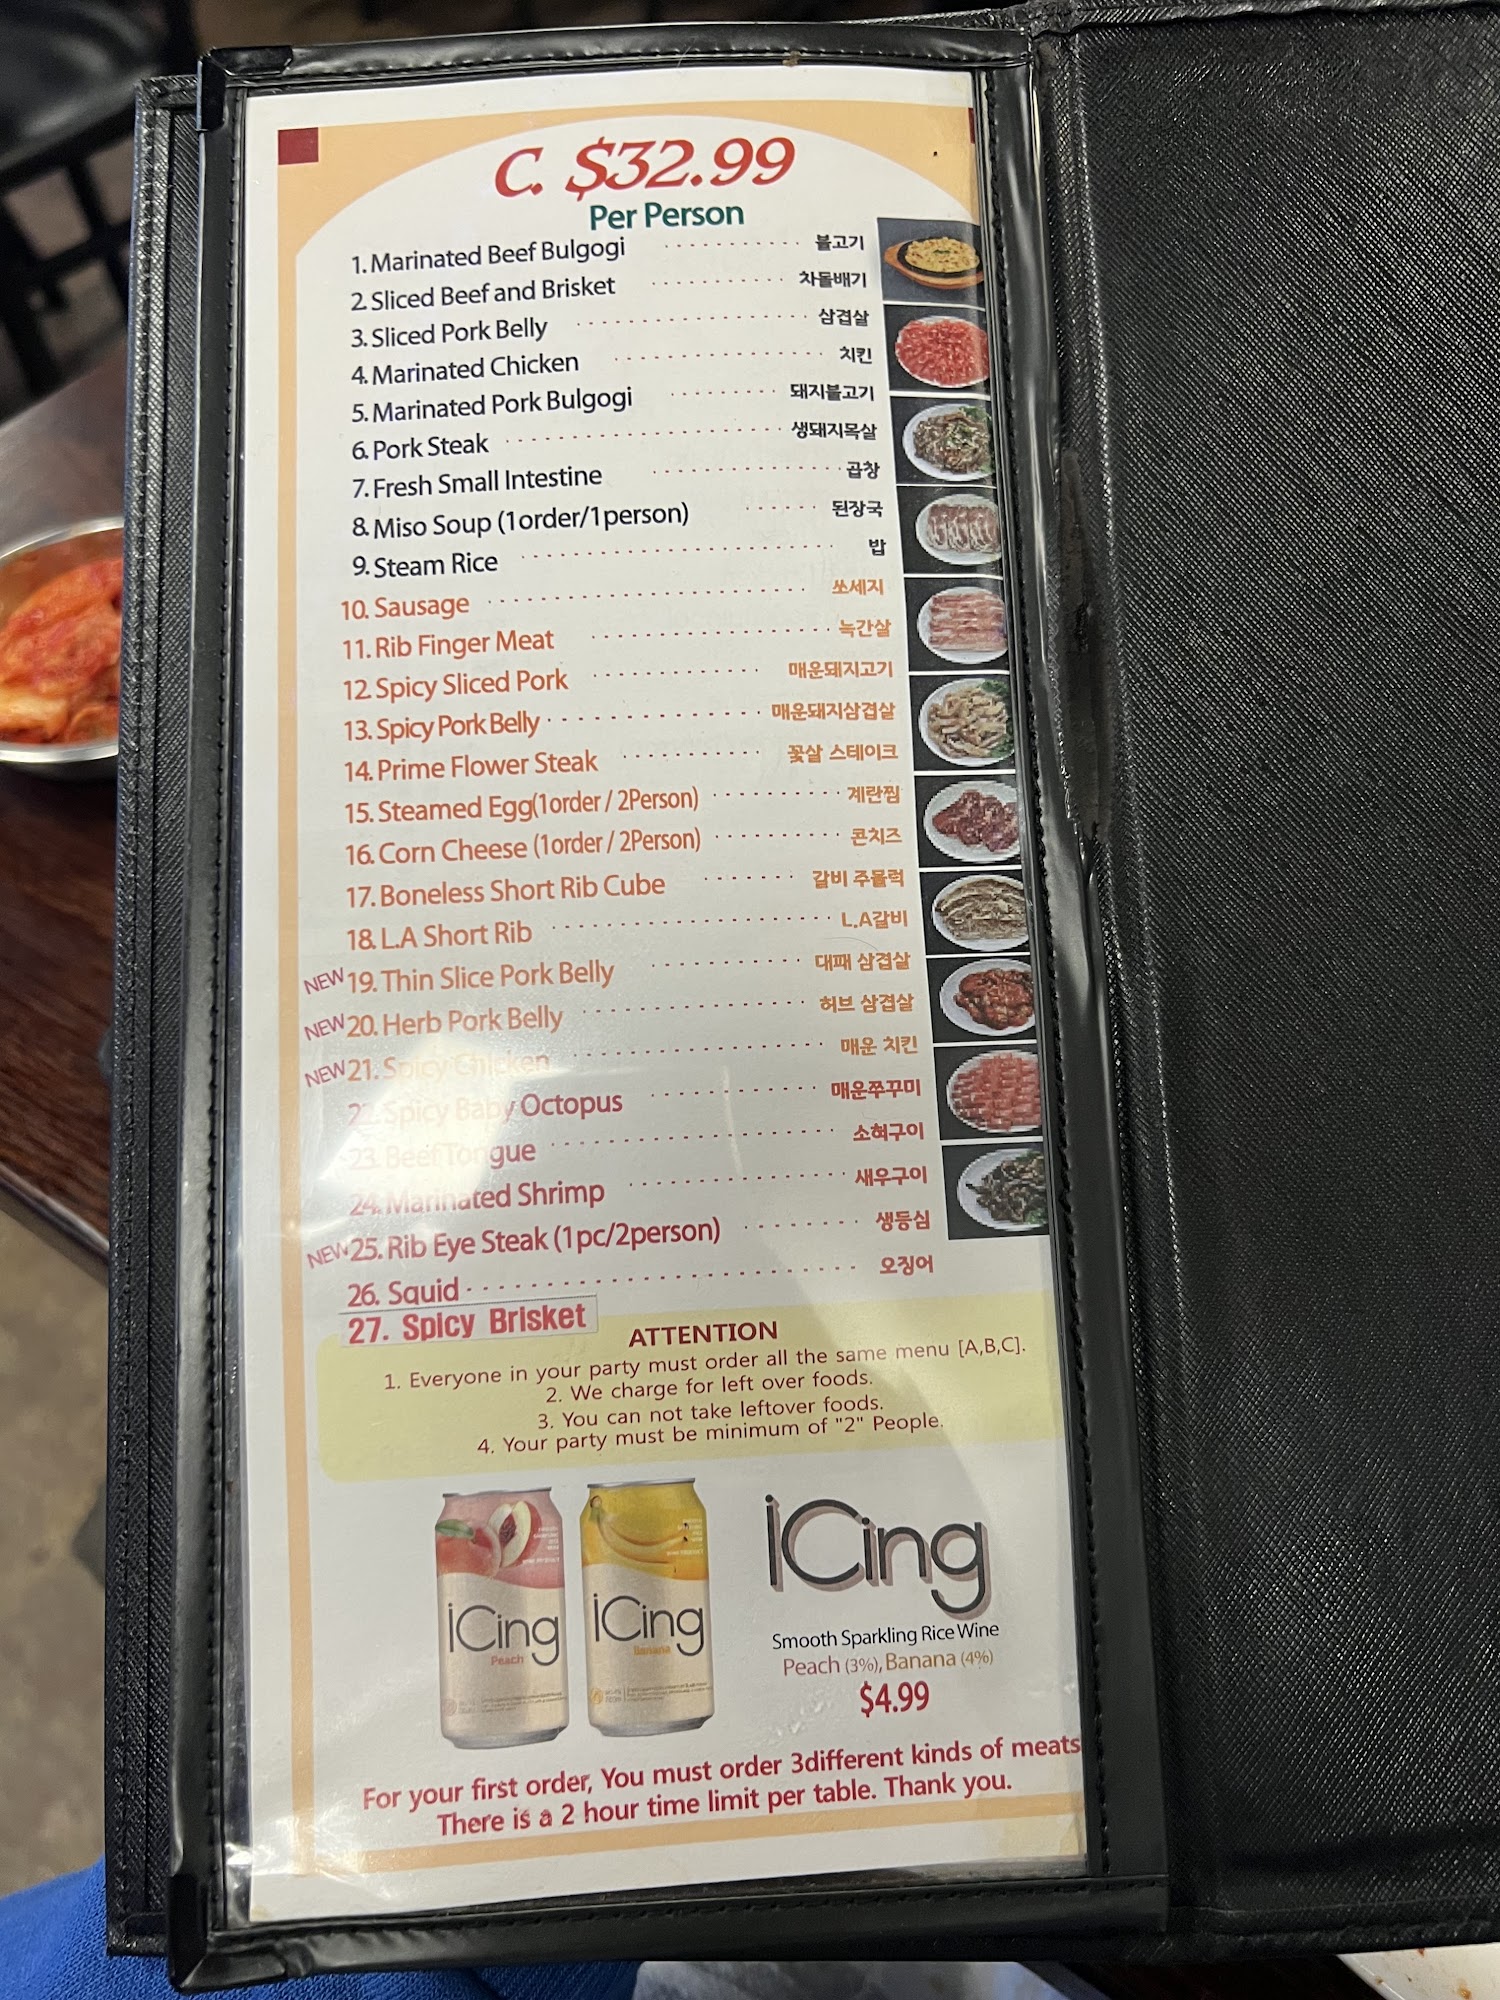 C. $32.99
Per Person
1. Marinated Beef Bulgogi 불고기
2. Sliced Beef and Brisket 차돌배기
3. Sliced Pork Belly 삼겹살
4. Marinated Chicken 치킨
5. Marinated Pork Bulgogi 돼지불고기
6. Pork Steak 생돼지목살
7. Fresh Small Intestine 곱창
8. Miso Soup (1order/1person) 된장국
9. Steam Rice 밥
10. Sausage 쏘세지
11. Rib Finger Meat 늑간살
12. Spicy Sliced Pork 매운돼지고기
13. Spicy Pork Belly 매운돼지삼겹살
14. Prime Flower Steak 꽃살 스테이크
15. Steamed Egg(1order / 2Person) 계란찜
16. Corn Cheese (1order / 2Person) 콘치즈
17. Boneless Short Rib Cube 갈비 주물럭
18. L.A Short Rib L.A갈비
NEW 19. Thin Slice Pork Belly 대패 삼겹살
NEW 20. Herb Pork Belly 허브 삼겹살
NEW 21. Spicy Chicken 매운 치킨
22. Spicy Baby Octopus 매운쭈꾸미
23. Beef Tongue 소혀구이
24. Marinated Shrimp 새우구이
NEW 25. Rib Eye Steak (1pc/2person) 생등심
26. Squid 오징어
27. Spicy Brisket
ATTENTION
1. Everyone in your party must order all the same menu [A,B,C].
2. We charge for left over foods.
3. You can not take leftover foods.
4. Your party must be minimum of "2" People.
iCing
Peach
iCing
Banana
iCing
Smooth Sparkling Rice Wine
Peach (3%), Banana (4%)
$4.99
For your first order, You must order 3different kinds of meats
There is a 2 hour time limit per table. Thank you.